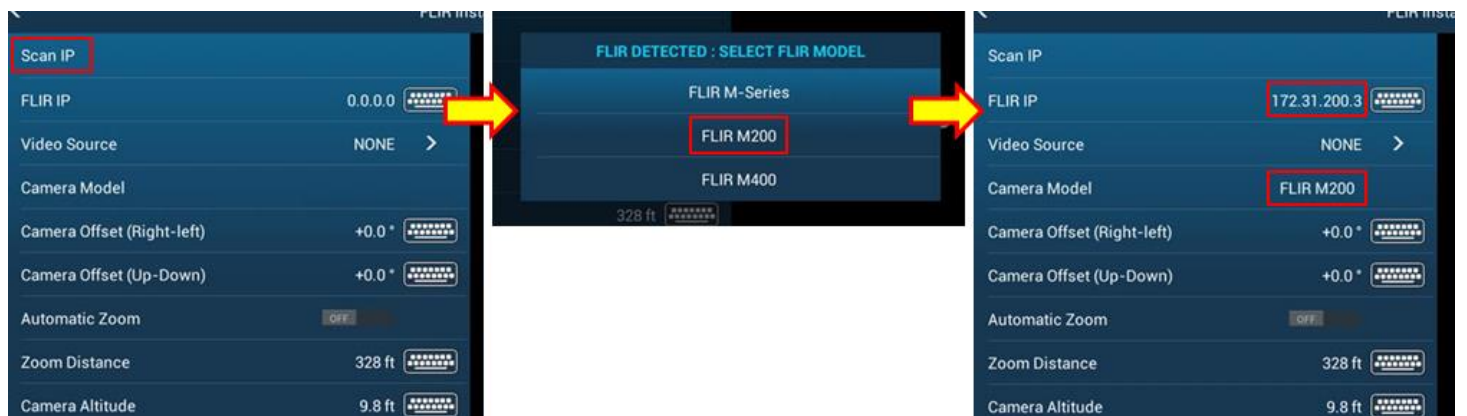 Scan IP
FLIR IP 0.0.0.0
Video Source NONE >
Camera Model
Camera Offset (Right-left) +0.0 °
Camera Offset (Up-Down) +0.0 °
Automatic Zoom OFF
Zoom Distance 328 ft
Camera Altitude 9.8 ft
FLIR DETECTED : SELECT FLIR MODEL
FLIR M-Series
FLIR M200
FLIR M400
328 ft
Scan IP
FLIR IP 172.31.200.3
Video Source NONE >
Camera Model FLIR M200
Camera Offset (Right-left) +0.0 °
Camera Offset (Up-Down) +0.0 °
Automatic Zoom OFF
Zoom Distance 328 ft
Camera Altitude 9.8 ft